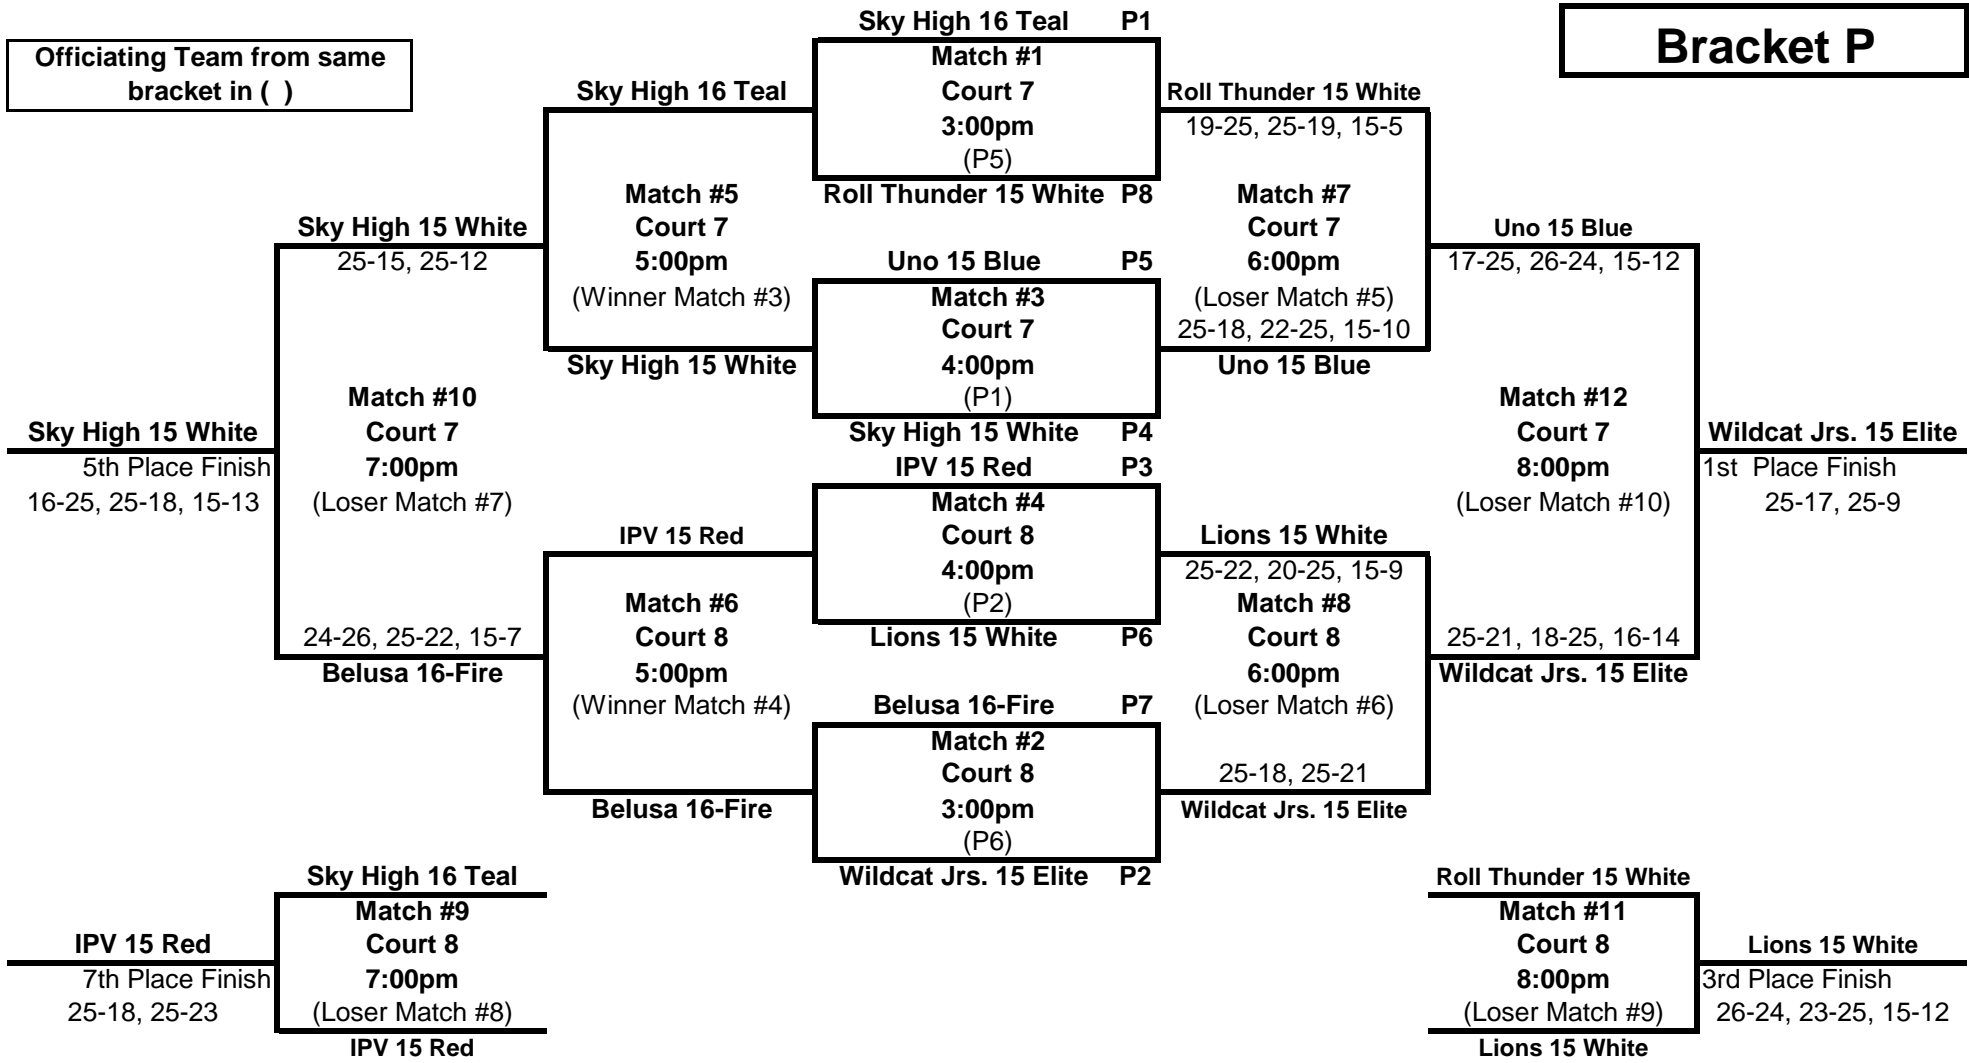 Sky High 16 Teal P1
Bracket P
Officiating Team from same
bracket in ( )
Match #1
Court 7
3:00pm
(P5)
Roll Thunder 15 White P8
Sky High 16 Teal
Roll Thunder 15 White
19-25, 25-19, 15-5
Match #5
Court 7
5:00pm
(Winner Match #3)
Match #7
Court 7
6:00pm
(Loser Match #5)
25-18, 22-25, 15-10
Uno 15 Blue
Sky High 15 White
25-15, 25-12
Uno 15 Blue P5
Match #3
Court 7
4:00pm
(P1)
Sky High 15 White P4
Uno 15 Blue
17-25, 26-24, 15-12
Sky High 15 White
Match #10
Court 7
7:00pm
(Loser Match #7)
Sky High 15 White
5th Place Finish
16-25, 25-18, 15-13
Match #12
Court 7
8:00pm
(Loser Match #10)
Wildcat Jrs. 15 Elite
1st Place Finish
25-17, 25-9
IPV 15 Red P3
Match #4
Court 8
4:00pm
(P2)
Lions 15 White P6
IPV 15 Red
Lions 15 White
25-22, 20-25, 15-9
Match #6
Court 8
5:00pm
(Winner Match #4)
Match #8
Court 8
6:00pm
(Loser Match #6)
24-26, 25-22, 15-7
Belusa 16-Fire
25-21, 18-25, 16-14
Wildcat Jrs. 15 Elite
Belusa 16-Fire P7
Match #2
Court 8
3:00pm
(P6)
Wildcat Jrs. 15 Elite P2
Belusa 16-Fire
25-18, 25-21
Wildcat Jrs. 15 Elite
Sky High 16 Teal
Match #9
Court 8
7:00pm
(Loser Match #8)
IPV 15 Red
IPV 15 Red
7th Place Finish
25-18, 25-23
Roll Thunder 15 White
Match #11
Court 8
8:00pm
(Loser Match #9)
Lions 15 White
Lions 15 White
3rd Place Finish
26-24, 23-25, 15-12